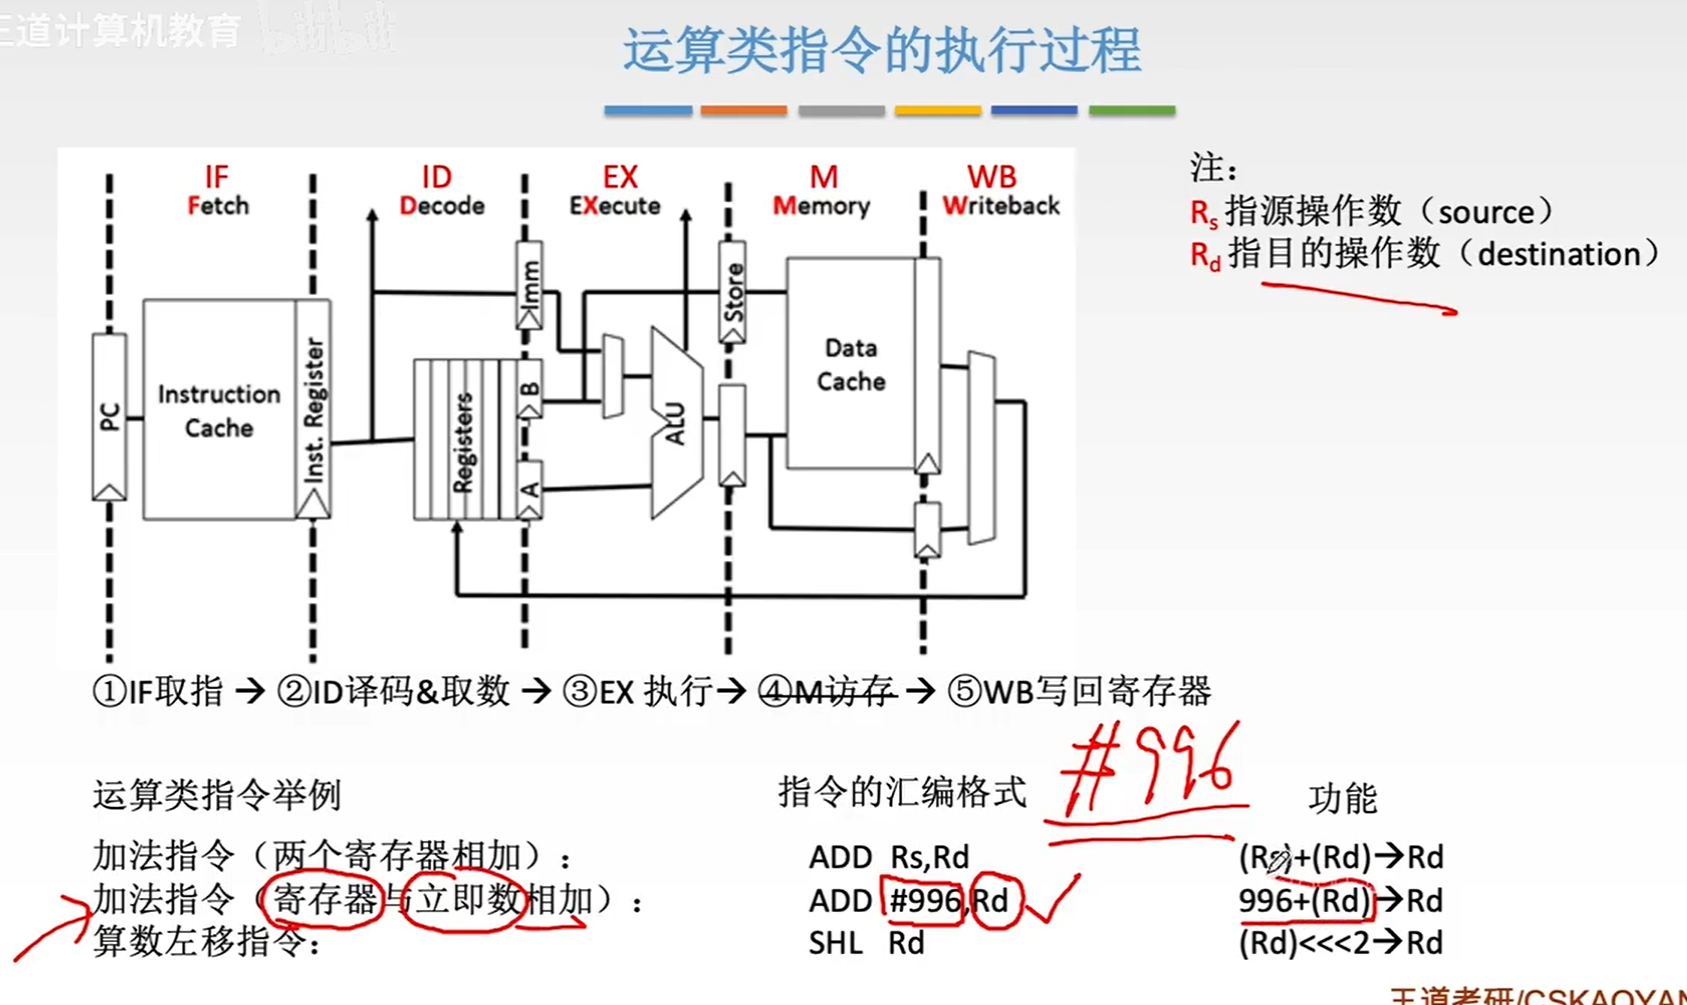 王道计算机教育 bilibili
运算类指令的执行过程
IF ID EX M WB
Fetch Decode EXecute Memory Writeback
注：
Rs指源操作数（source）
Rd指目的操作数（destination）
PC
Instruction
Cache
Inst. Register
Registers
Imm
B
A
ALU
Store
Data
Cache
①IF取指 → ②ID译码&取数 → ③EX 执行→ ④M访存 → ⑤WB写回寄存器
#996
运算类指令举例 指令的汇编格式 功能
加法指令（两个寄存器相加）： ADD Rs,Rd (Rs)+(Rd)→Rd
加法指令（寄存器与立即数相加）： ADD #996,Rd 996+(Rd)→Rd
算数左移指令： SHL Rd (Rd)<<<2→Rd
王道考研/CSKAOYAN